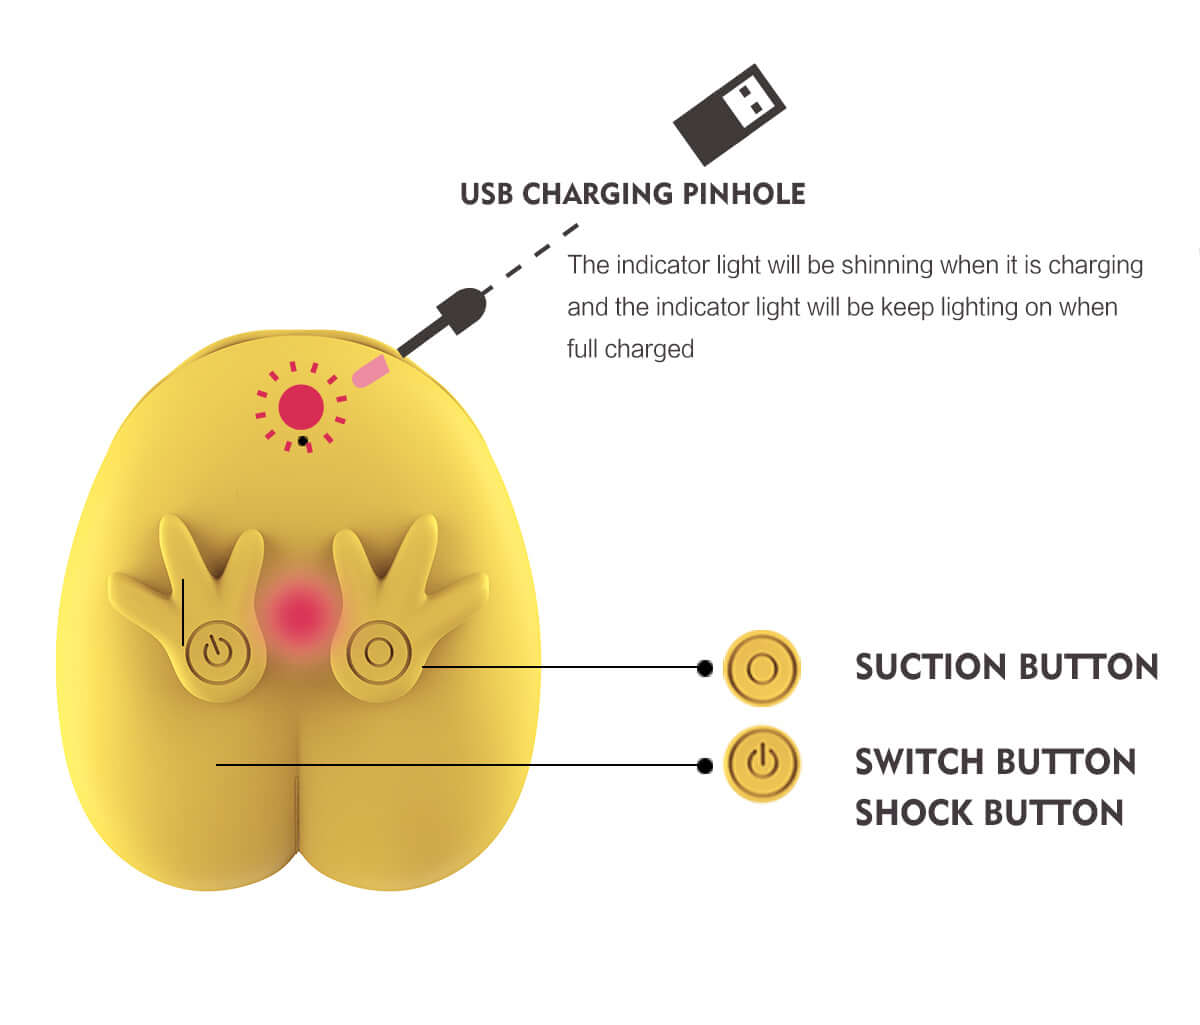 USB CHARGING PINHOLE
The indicator light will be shinning when it is charging
and the indicator light will be keep lighting on when
full charged
SUCTION BUTTON
SWITCH BUTTON
SHOCK BUTTON